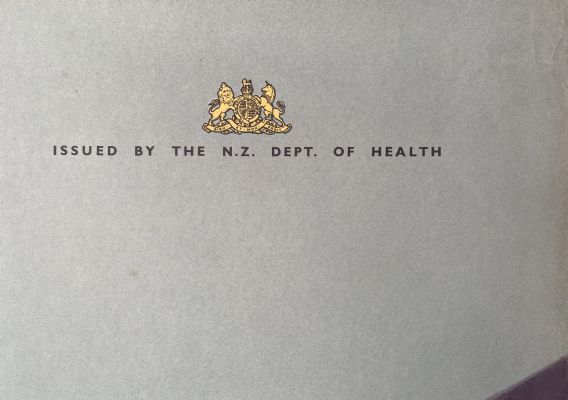 ISSUED BY THE N.Z. DEPT. OF HEALTH